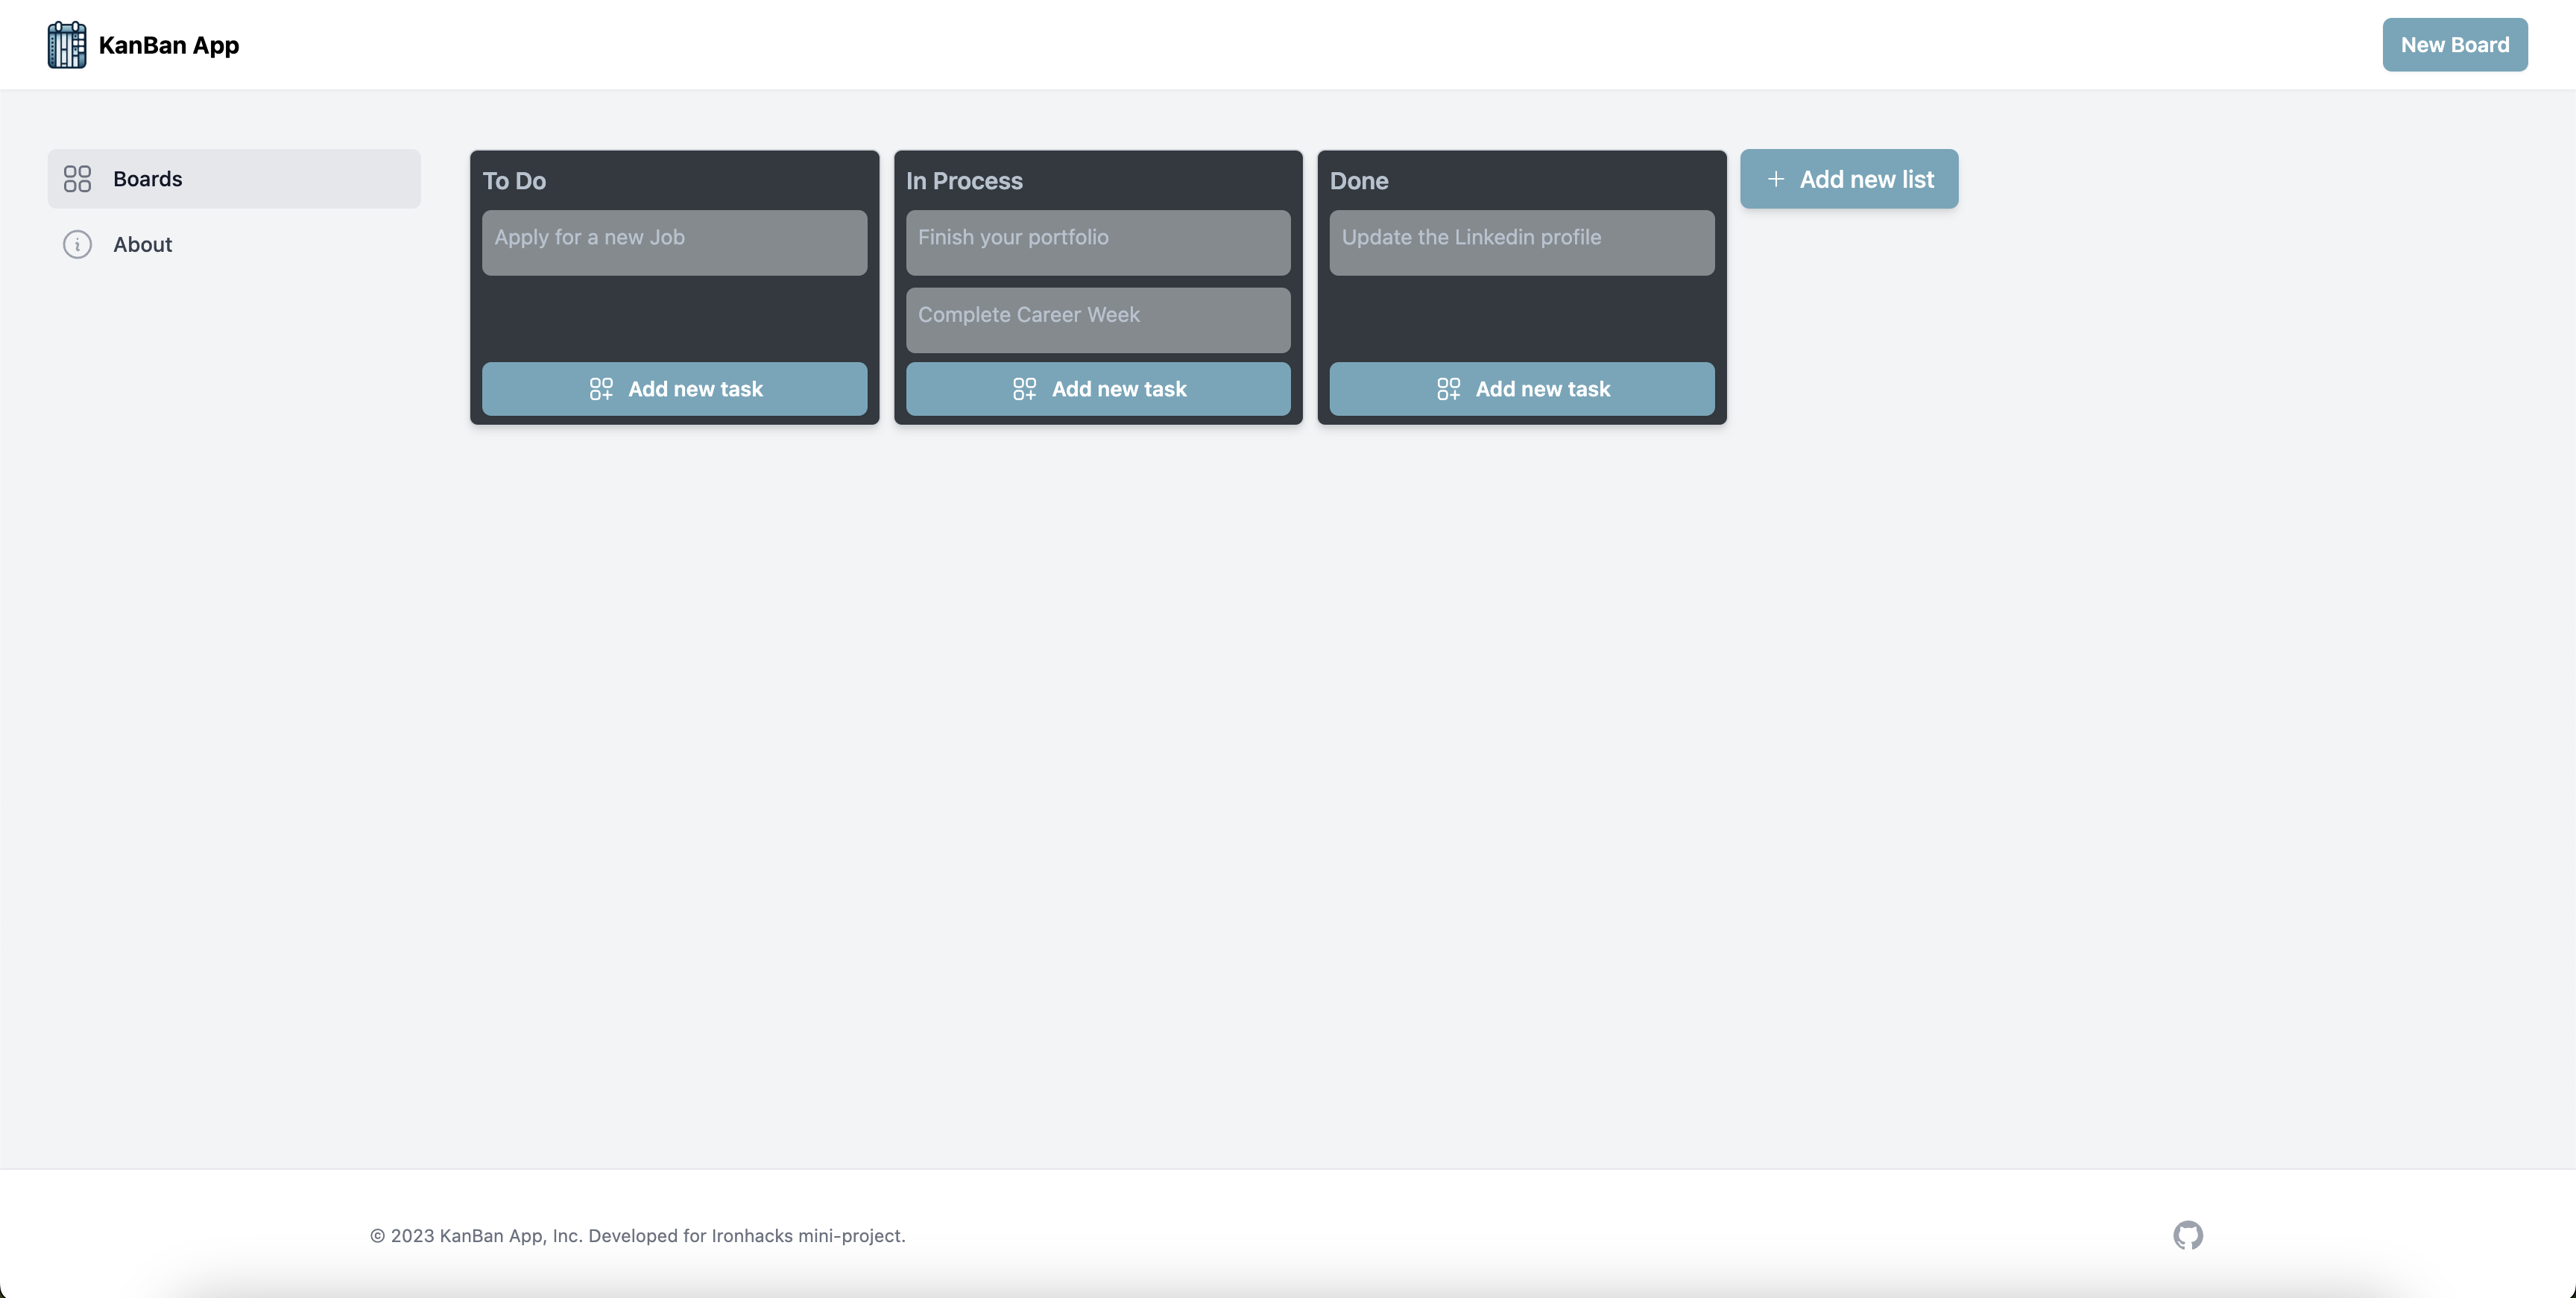 KanBan App
New Board
Boards
About
To Do
Apply for a new Job
Add new task
In Process
Finish your portfolio
Complete Career Week
Add new task
Done
Update the Linkedin profile
Add new task
Add new list
© 2023 KanBan App, Inc. Developed for Ironhacks mini-project.